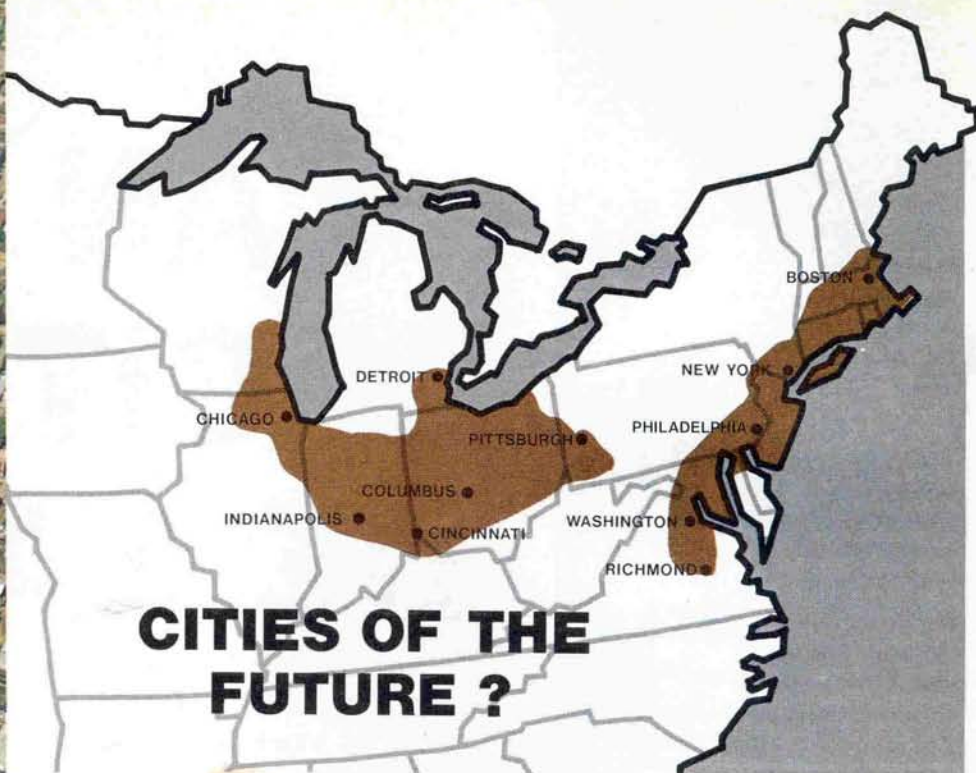 BOSTON
DETROIT
NEW YORK
CHICAGO
PHILADELPHIA
PITTSBURGH
COLUMBUS
INDIANAPOLIS
WASHINGTON
CINCINNATI
RICHMOND
CITIES OF THE
FUTURE ?